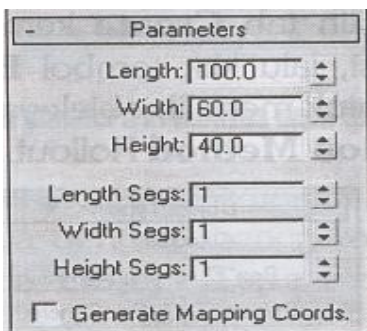 - Parameters
Length: 100.0
Width: 60.0
Height: 40.0
Length Segs: 1
Width Segs: 1
Height Segs: 1
Generate Mapping Coords.